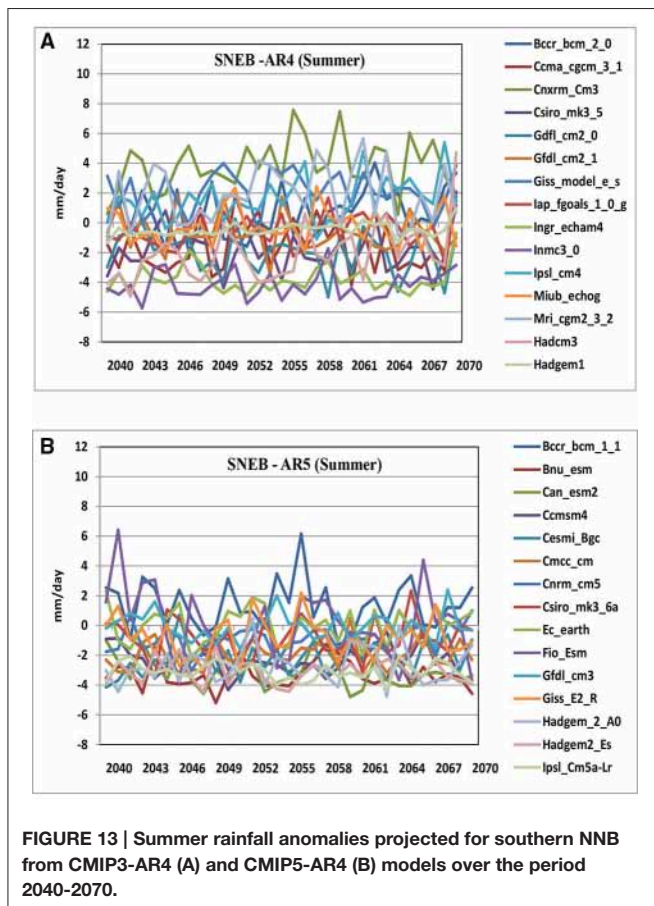 A
SNEB -AR4 (Summer)
12
10
8
6
4
2
0
-2
-4
-6
-8
mm/day
2040 2043 2046 2049 2052 2055 2058 2061 2064 2067 2070
Bccr_bcm_2_0
Ccma_cgcm_3_1
Cnxrm_Cm3
Csiro_mk3_5
Gdfl_cm2_0
Gfdl_cm2_1
Giss_model_e_s
Iap_fgoals_1_0_g
Ingr_echam4
Inmc3_0
Ipsl_cm4
Miub_echog
Mri_cgm2_3_2
Hadcm3
Hadgem1
B
SNEB - AR5 (Summer)
12
10
8
6
4
2
0
-2
-4
-6
-8
mm/day
2040 2043 2046 2049 2052 2055 2058 2061 2064 2067 2070
Bccr_bcm_1_1
Bnu_esm
Can_esm2
Ccmsm4
Cesmi_Bgc
Cmcc_cm
Cnrm_cm5
Csiro_mk3_6a
Ec_earth
Fio_Esm
Gfdl_cm3
Giss_E2_R
Hadgem_2_A0
Hadgem2_Es
Ipsl_Cm5a-Lr
FIGURE 13 | Summer rainfall anomalies projected for southern NNB
from CMIP3-AR4 (A) and CMIP5-AR4 (B) models over the period
2040-2070.